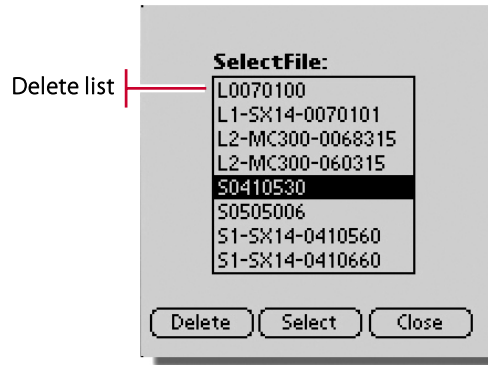 SelectFile:
Delete list
L0070100
L1-SX14-0070101
L2-MC300-0068315
L2-MC300-060315
S0410530
S0505006
S1-SX14-0410560
S1-SX14-0410660
Delete Select Close